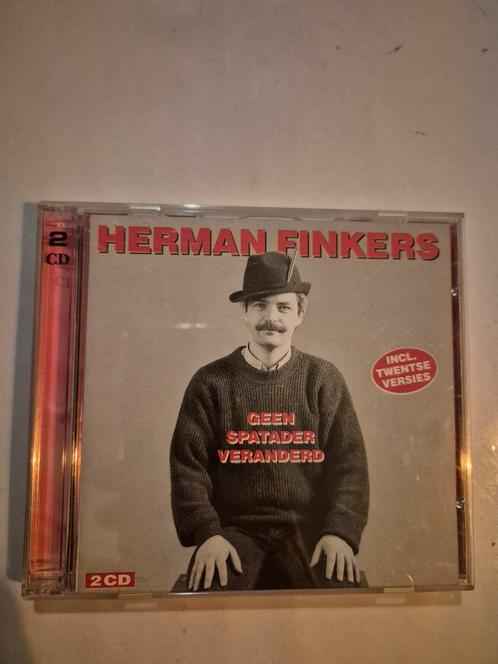 2
CD
HERMAN FINKERS
INCL.
TWENTSE
VERSIES
GEEN
SPATADER
VERANDERD
2CD